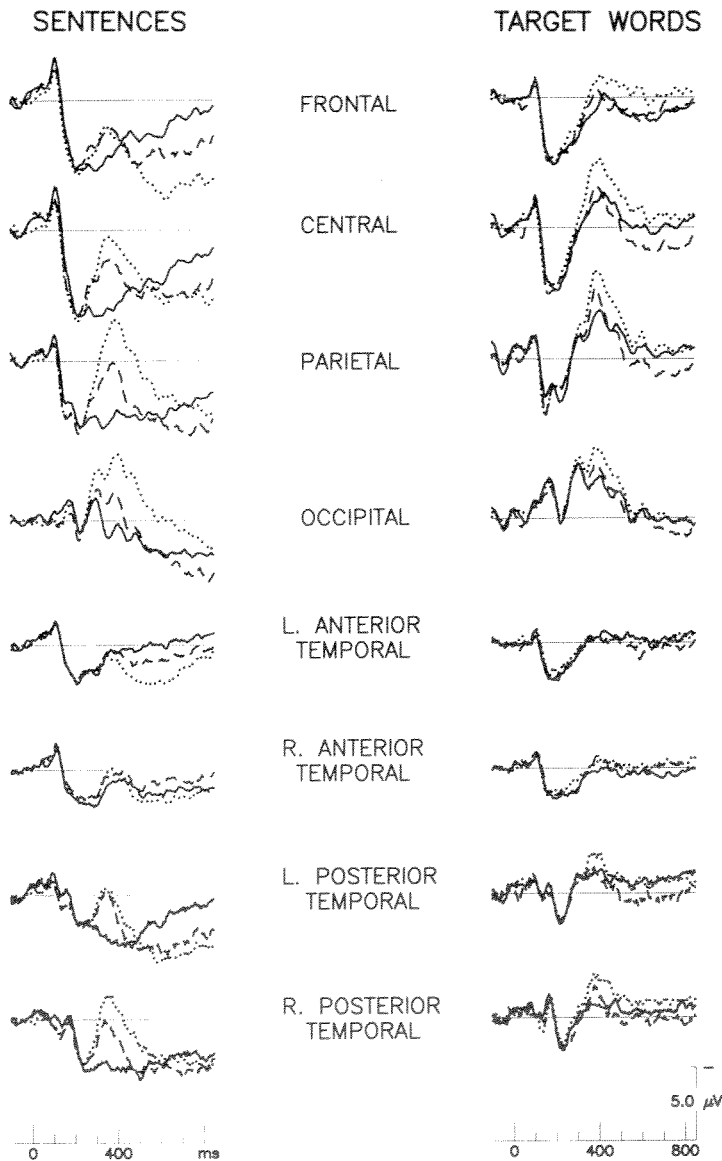 SENTENCES
TARGET WORDS
FRONTAL
CENTRAL
PARIETAL
OCCIPITAL
L. ANTERIOR
TEMPORAL
R. ANTERIOR
TEMPORAL
L. POSTERIOR
TEMPORAL
R. POSTERIOR
TEMPORAL
5.0 μV
0 400 ms
0 400 800